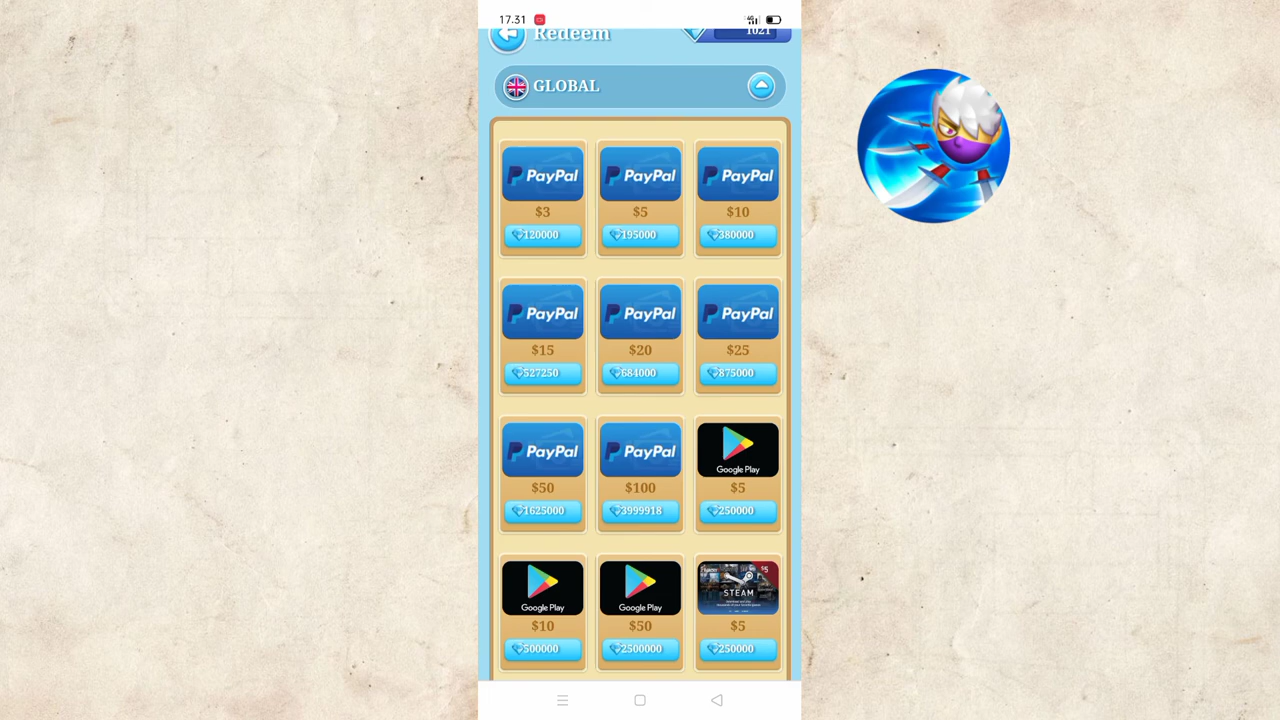 17.31
Redeem
1021
GLOBAL
PayPal PayPal PayPal
$3 $5 $10
120000 195000 380000
PayPal PayPal PayPal
$15 $20 $25
527250 684000 875000
PayPal PayPal Google Play
$50 $100 $5
1625000 3999918 250000
Google Play Google Play STEAM $5
$10 $50 $5
500000 2500000 250000